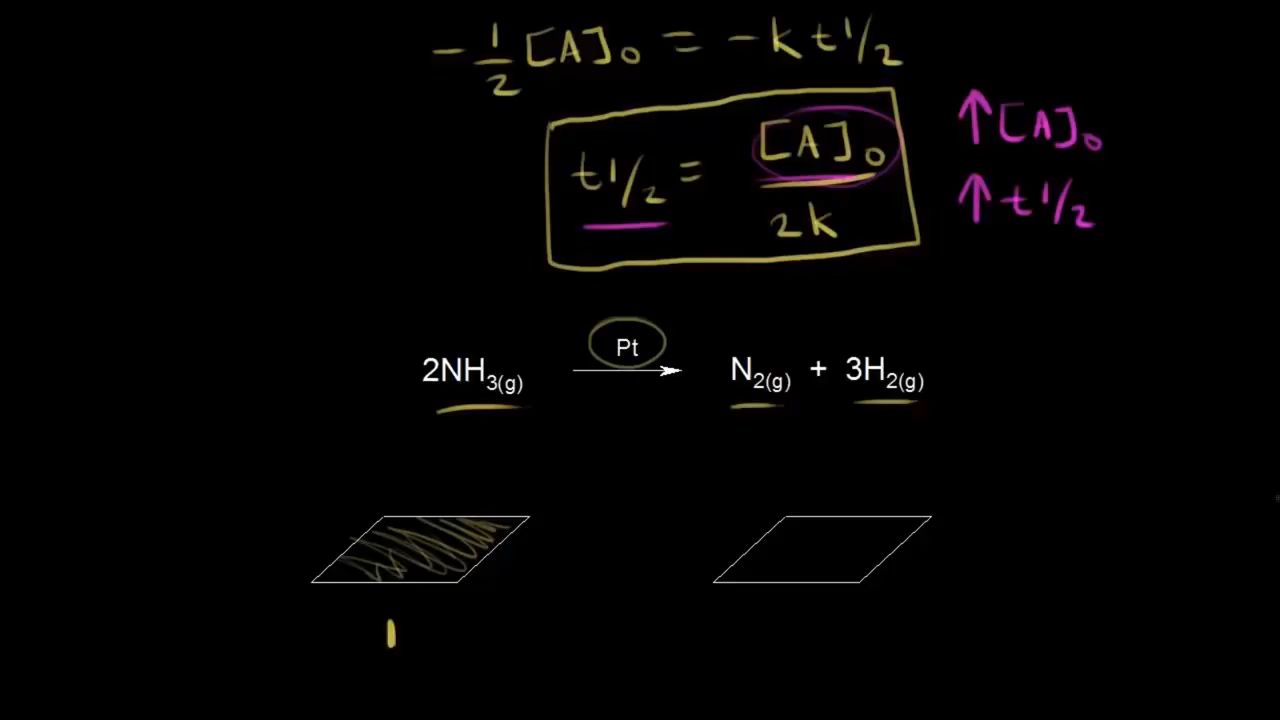 -1/2 [A]₀ = -kt1/2
t1/2 = [A]₀/2k
↑[A]₀
↑t1/2
Pt
2NH₃(g) → N₂(g) + 3H₂(g)